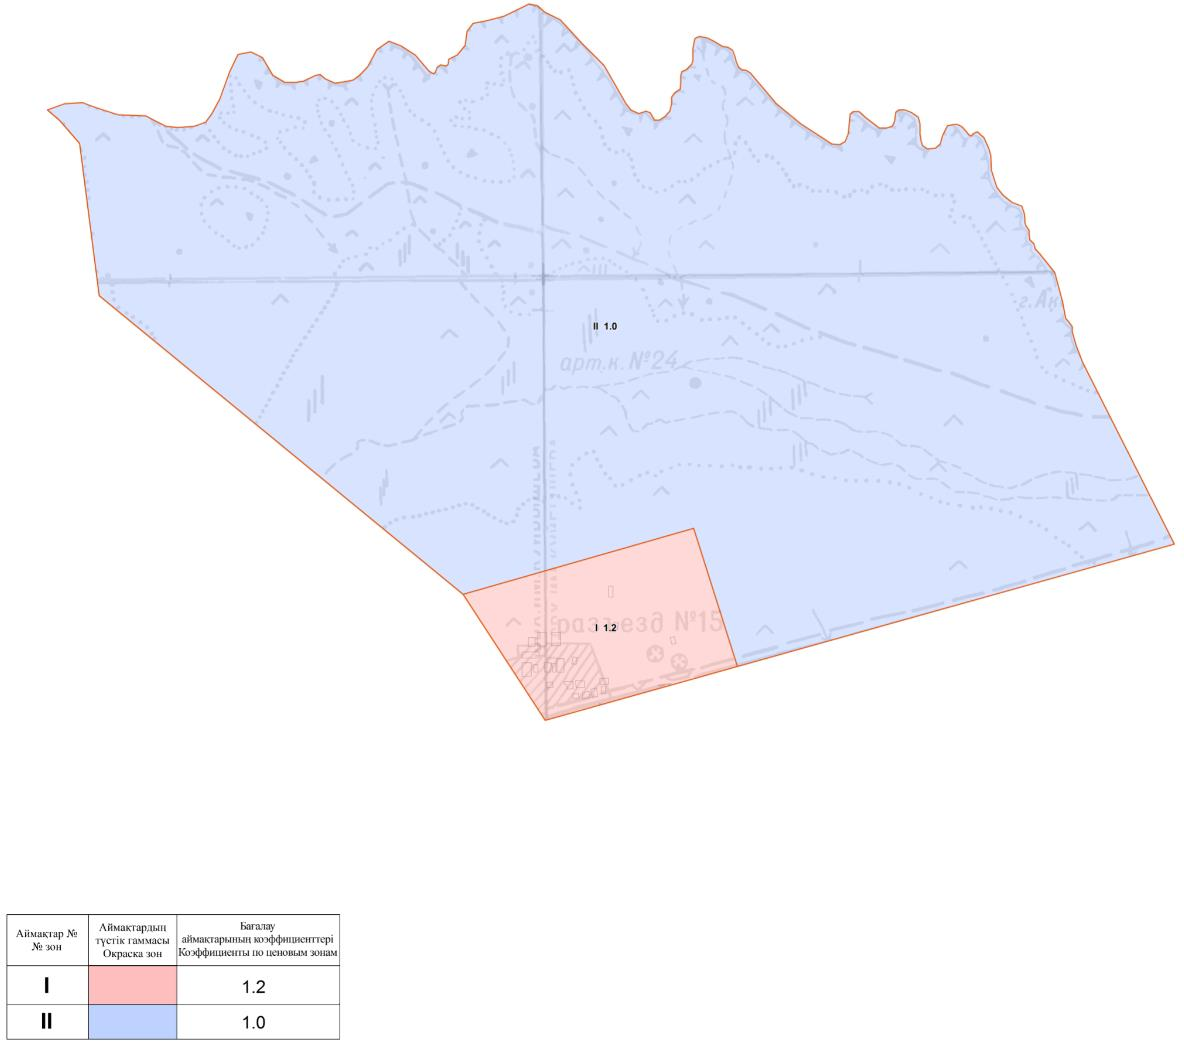 г.Ак
II 1.0
арт.к. №24
разъезд №15
I 1.2
Аймақтар №
№ зон
Аймақтардың
түстік гаммасы
Окраска зон
Бағалау
аймақтарының коэффициенттері
Коэффициенты по ценовым зонам
I
1.2
II
1.0